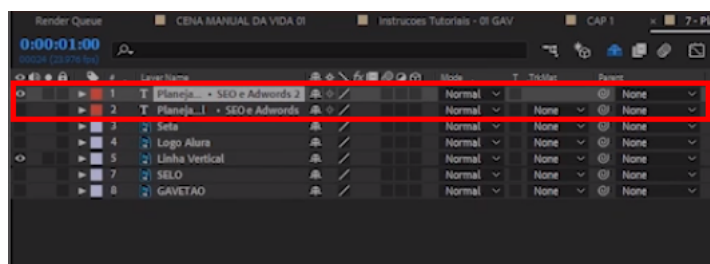 Render Queue CENA MANUAL DA VIDA 01 Instrucoes Tutoriais - 01 GAV CAP 1 × 7 - Pl
0:00:01:00
00024 (23.976 fps)
# Layer Name Mode T TrkMat Parent
1 T Planeja... • SEO e Adwords 2 Normal None
2 T Planeja...l • SEO e Adwords Normal None None
3 Seta Normal None None
4 Logo Alura Normal None None
5 Linha Vertical Normal None None
7 SELO Normal None None
8 GAVETAO Normal None None